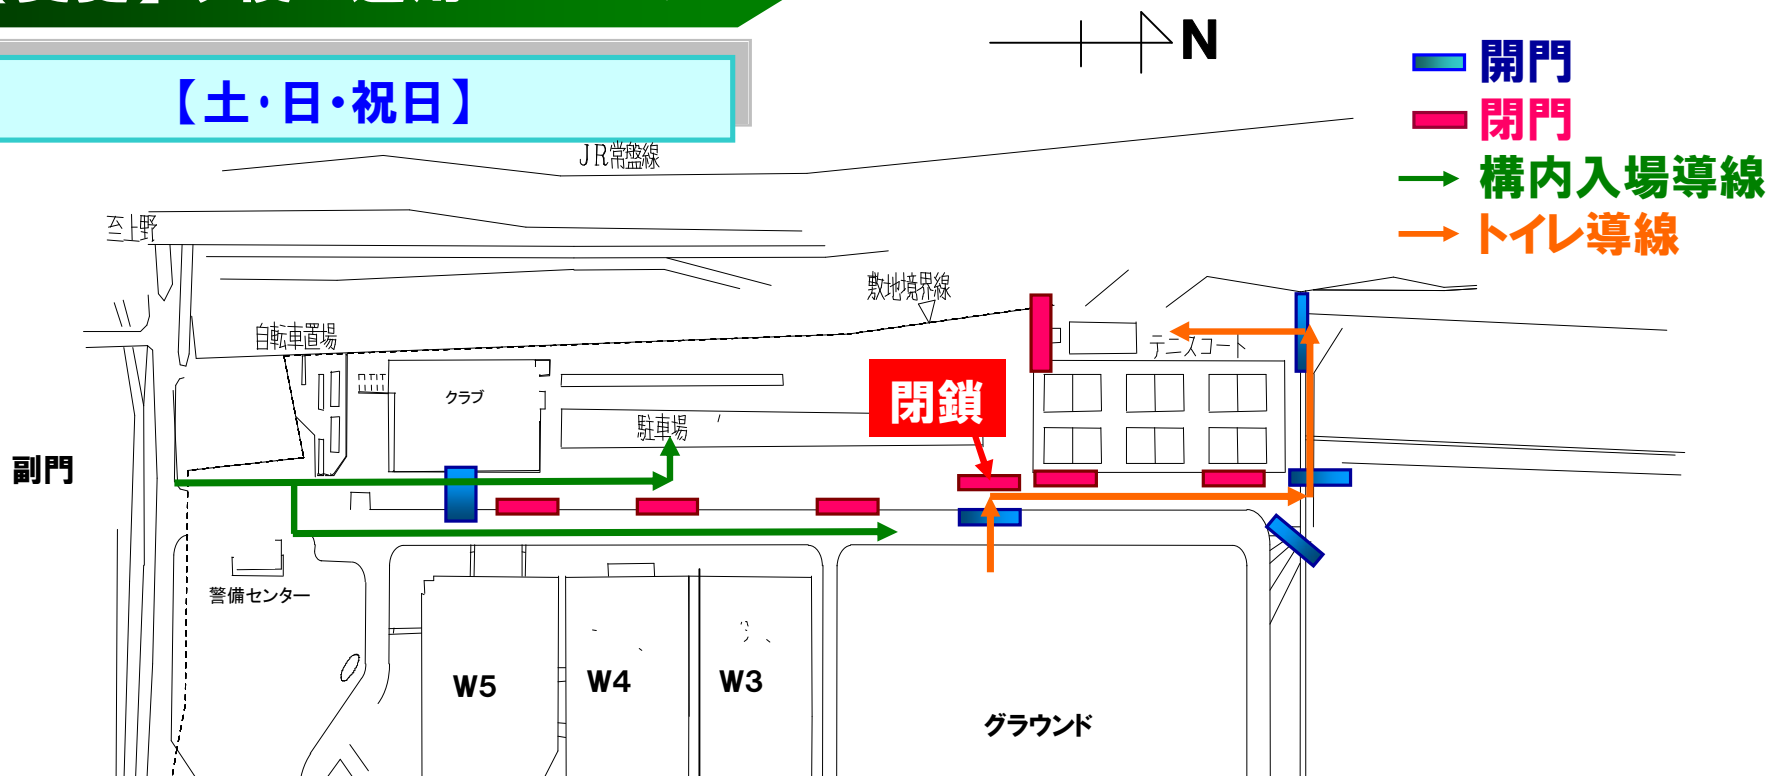 【土・日・祝日】
N
開門
閉門
構内入場導線
トイレ導線
JR常盤線
至上野
敷地境界線
自転車置場
テニスコート
クラブ
閉鎖
駐車場
副門
警備センター
W5
W4
W3
グラウンド